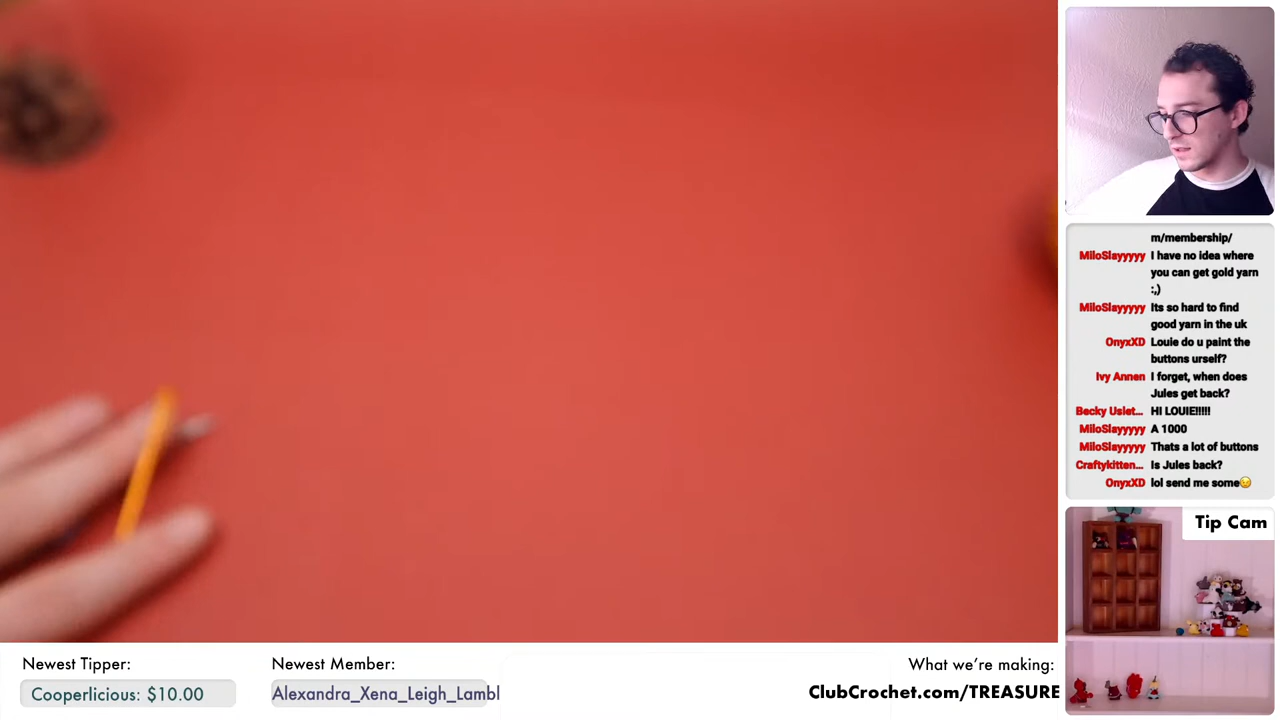 m/membership/
MiloSlayyyyy I have no idea where
you can get gold yarn
:,)
MiloSlayyyyy Its so hard to find
good yarn in the uk
OnyxXD Louie do u paint the
buttons urself?
Ivy Annen I forget, when does
Jules get back?
Becky Uslet... HI LOUIE!!!!!
MiloSlayyyyy A 1000
MiloSlayyyyy Thats a lot of buttons
Craftykitten... Is Jules back?
OnyxXD lol send me some😉
Tip Cam
Newest Tipper:
Cooperlicious: $10.00
Newest Member:
Alexandra_Xena_Leigh_Lambl
What we're making:
ClubCrochet.com/TREASURE